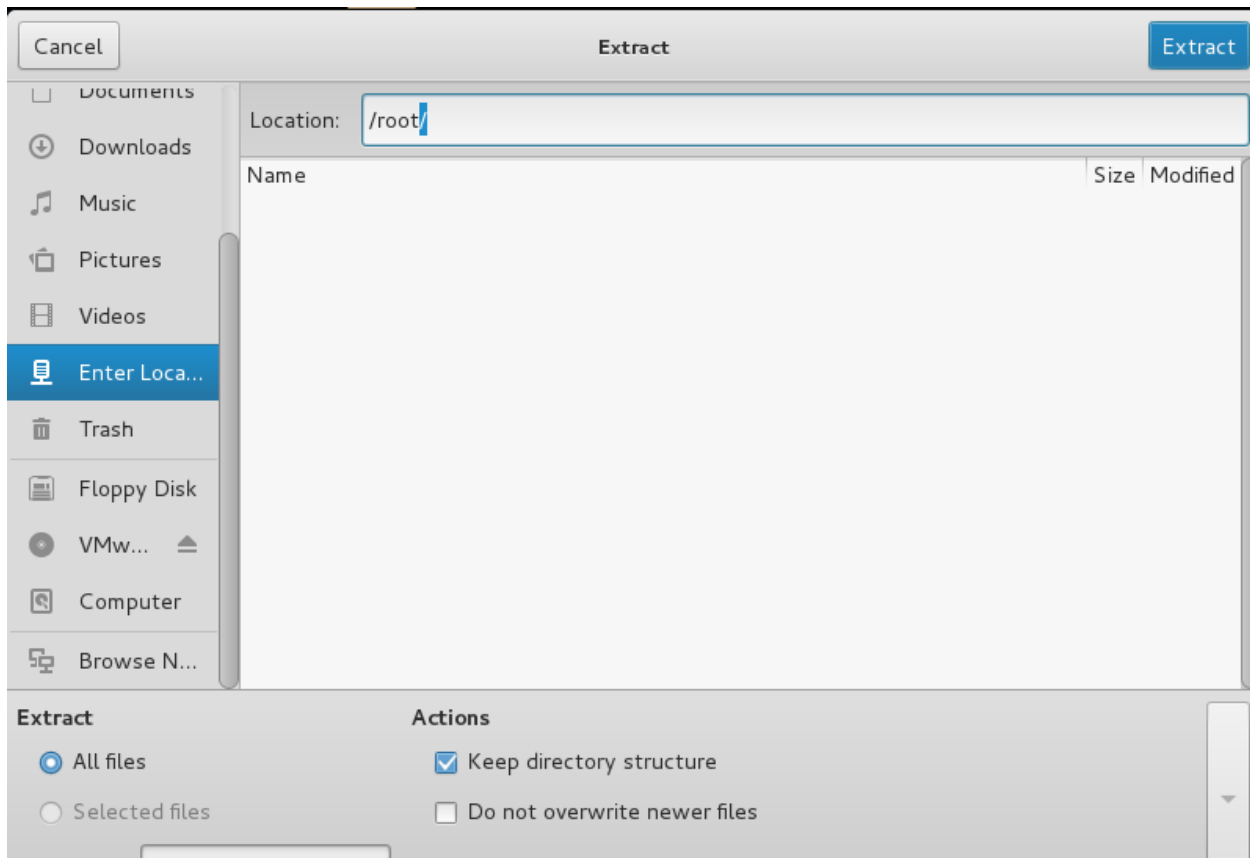 Cancel
Extract
Extract
Documents
Downloads
Music
Pictures
Videos
Enter Loca...
Trash
Floppy Disk
VMw...
Computer
Browse N...
Location: /root/
Name Size Modified
Extract
All files
Selected files
Actions
Keep directory structure
Do not overwrite newer files